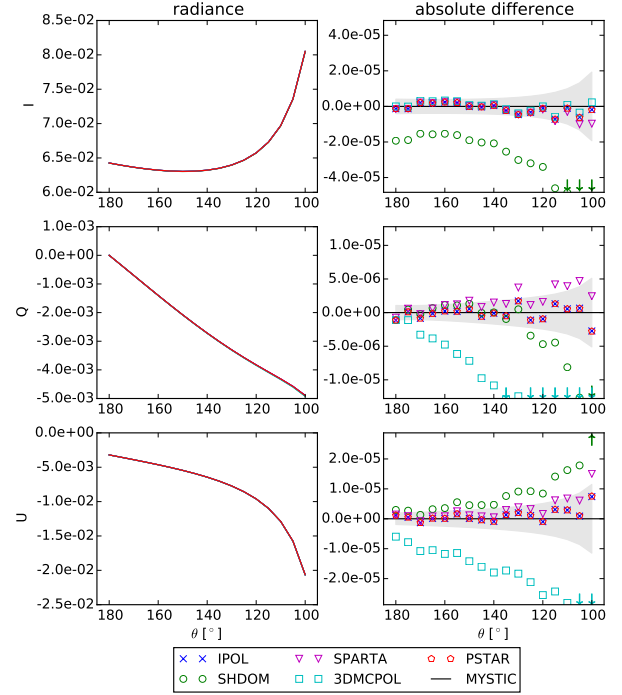 radiance
absolute difference
8.5e-02
8.0e-02
7.5e-02
7.0e-02
6.5e-02
6.0e-02
I
180 160 140 120 100
4.0e-05
2.0e-05
0.0e+00
-2.0e-05
-4.0e-05
180 160 140 120 100
1.0e-03
0.0e+00
-1.0e-03
-2.0e-03
-3.0e-03
-4.0e-03
-5.0e-03
Q
180 160 140 120 100
1.0e-05
5.0e-06
0.0e+00
-5.0e-06
-1.0e-05
180 160 140 120 100
0.0e+00
-5.0e-03
-1.0e-02
-1.5e-02
-2.0e-02
-2.5e-02
U
180 160 140 120 100
θ [°]
2.0e-05
1.0e-05
0.0e+00
-1.0e-05
-2.0e-05
180 160 140 120 100
θ [°]
IPOL SPARTA PSTAR
SHDOM 3DMCPOL MYSTIC